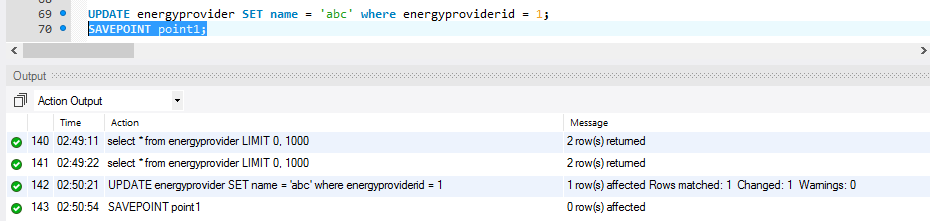 69 UPDATE energyprovider SET name = 'abc' where energyproviderid = 1;
70 SAVEPOINT point1;
Output
Action Output
Time Action Message
140 02:49:11 select * from energyprovider LIMIT 0, 1000 2 row(s) returned
141 02:49:22 select * from energyprovider LIMIT 0, 1000 2 row(s) returned
142 02:50:21 UPDATE energyprovider SET name = 'abc' where energyproviderid = 1 1 row(s) affected Rows matched: 1 Changed: 1 Warnings: 0
143 02:50:54 SAVEPOINT point1 0 row(s) affected